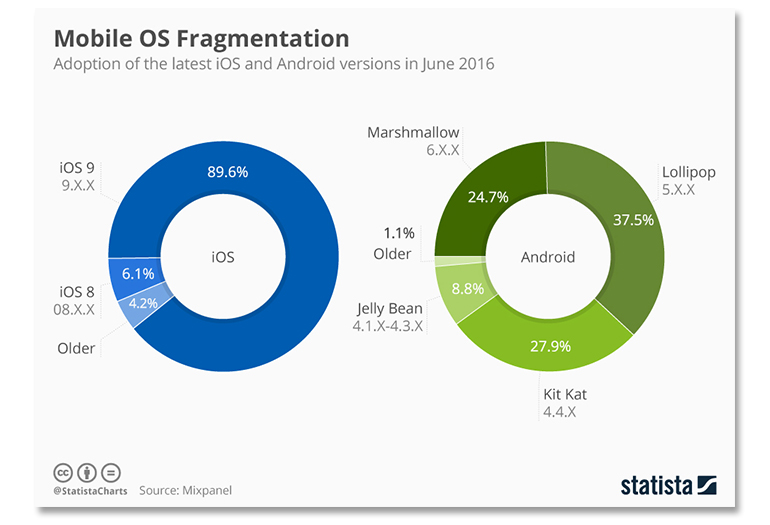 Mobile OS Fragmentation
Adoption of the latest iOS and Android versions in June 2016
iOS 9
9.X.X
89.6%
iOS
6.1%
iOS 8
08.X.X
4.2%
Older
Marshmallow
6.X.X
24.7%
Lollipop
5.X.X
37.5%
1.1%
Older
Android
8.8%
Jelly Bean
4.1.X-4.3.X
27.9%
Kit Kat
4.4.X
cc
@StatistaCharts Source: Mixpanel
statista